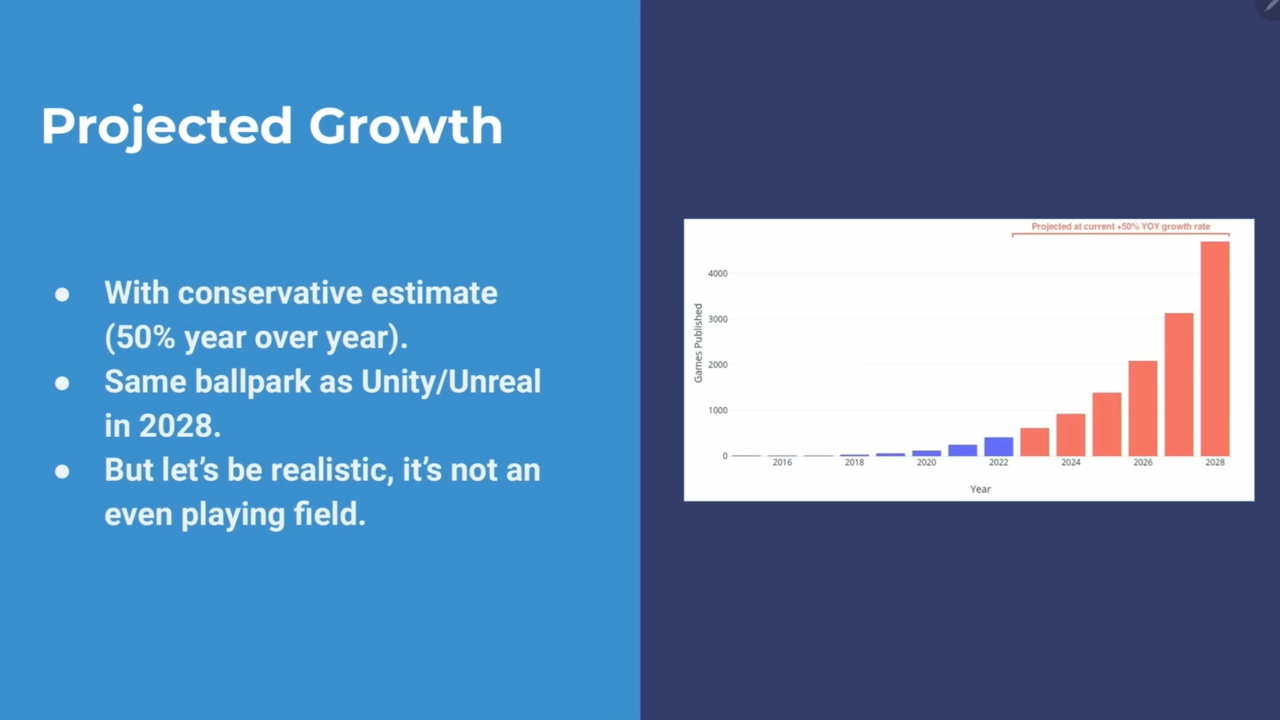 Projected Growth
● With conservative estimate
(50% year over year).
● Same ballpark as Unity/Unreal
in 2028.
● But let’s be realistic, it’s not an
even playing field.
Projected at current +50% YOY growth rate
Games Published
4000
3000
2000
1000
0
2016 2018 2020 2022 2024 2026 2028
Year